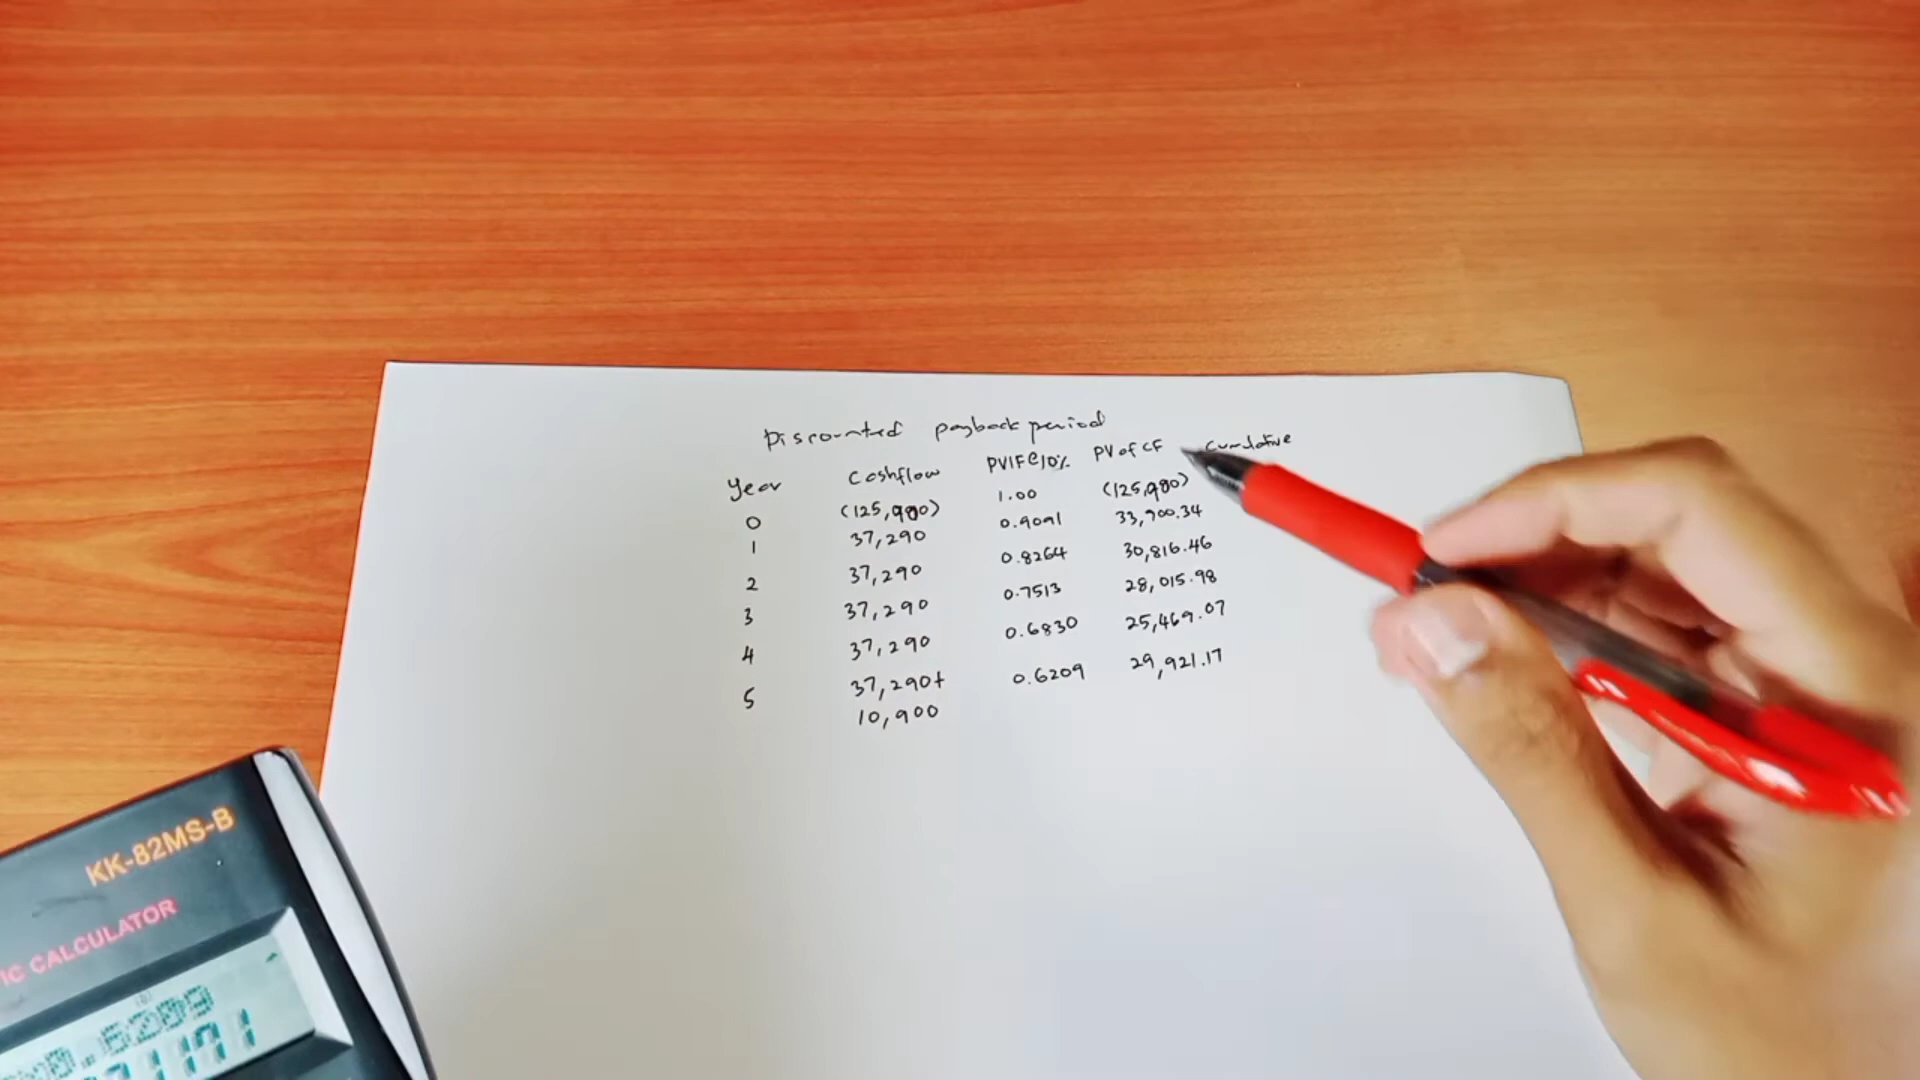 Discounted payback period
Year Cashflow PVIF@10% PV of CF Cumulative
0 (125,900) 1.00 (125,900)
1 37,290 0.9091 33,900.34
2 37,290 0.8264 30,816.46
3 37,290 0.7513 28,015.98
4 37,290 0.6830 25,469.07
5 37,290+ 0.6209 29,921.17
10,900
KK-82MS-B
IC CALCULATOR